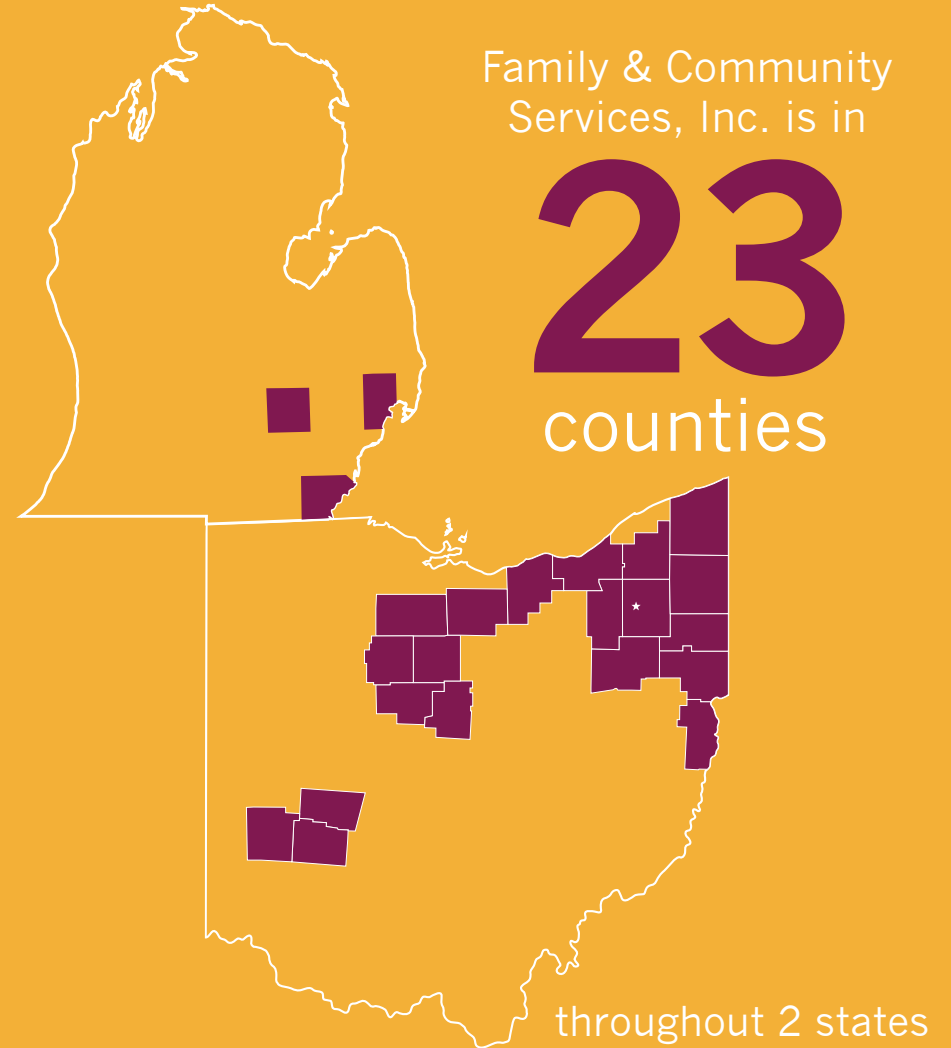 Family & Community
Services, Inc. is in
23
counties
throughout 2 states